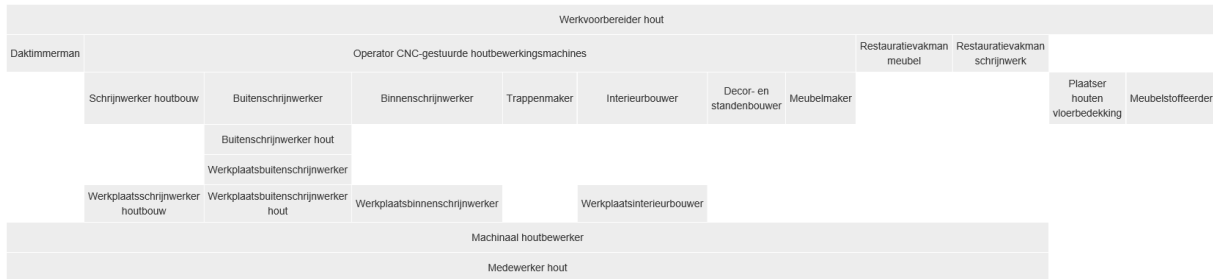 Werkvoorbereider hout
Daktimmerman
Operator CNC-gestuurde houtbewerkingsmachines
Restauratievakman
meubel
Restauratievakman
schrijnwerk
Schrijnwerker houtbouw
Buitenschrijnwerker
Binnenschrijnwerker
Trappenmaker
Interieurbouwer
Decor- en
standenbouwer
Meubelmaker
Plaatser
houten
vloerbedekking
Meubelstoffeerder
Buitenschrijnwerker hout
Werkplaatsbuitenschrijnwerker
Werkplaatsschrijnwerker
houtbouw
Werkplaatsbuitenschrijnwerker
hout
Werkplaatsbinnenschrijnwerker
Werkplaatsinterieurbouwer
Machinaal houtbewerker
Medewerker hout